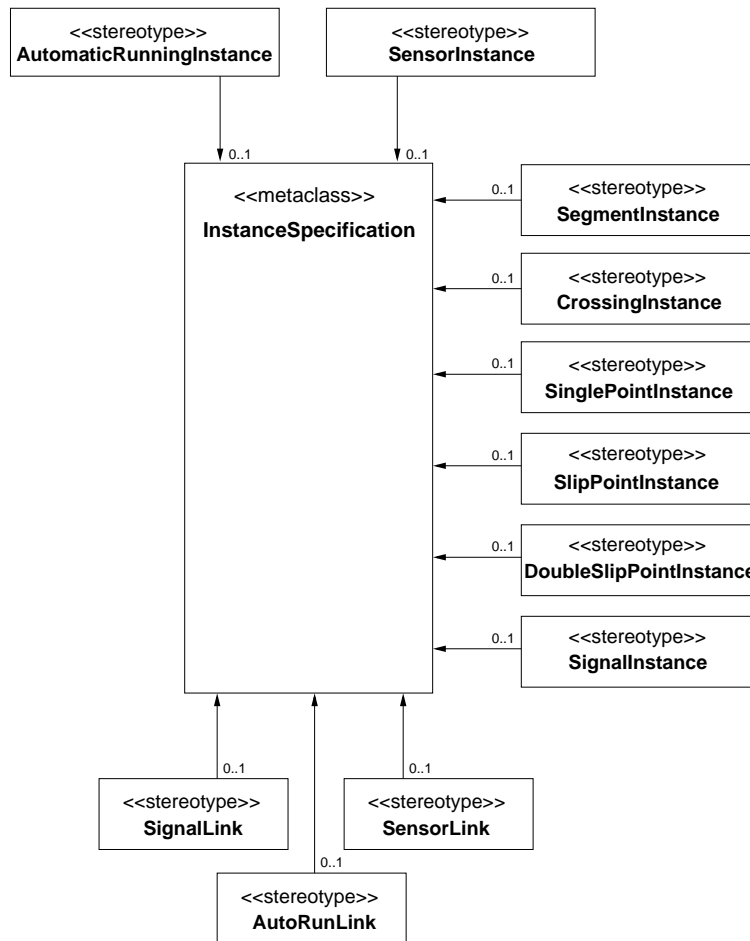 <<stereotype>>
AutomaticRunningInstance
<<stereotype>>
SensorInstance
0..1
0..1
<<metaclass>>
InstanceSpecification
0..1
<<stereotype>>
SegmentInstance
0..1
<<stereotype>>
CrossingInstance
0..1
<<stereotype>>
SinglePointInstance
0..1
<<stereotype>>
SlipPointInstance
0..1
<<stereotype>>
DoubleSlipPointInstance
0..1
<<stereotype>>
SignalInstance
0..1
<<stereotype>>
SignalLink
0..1
<<stereotype>>
SensorLink
0..1
<<stereotype>>
AutoRunLink